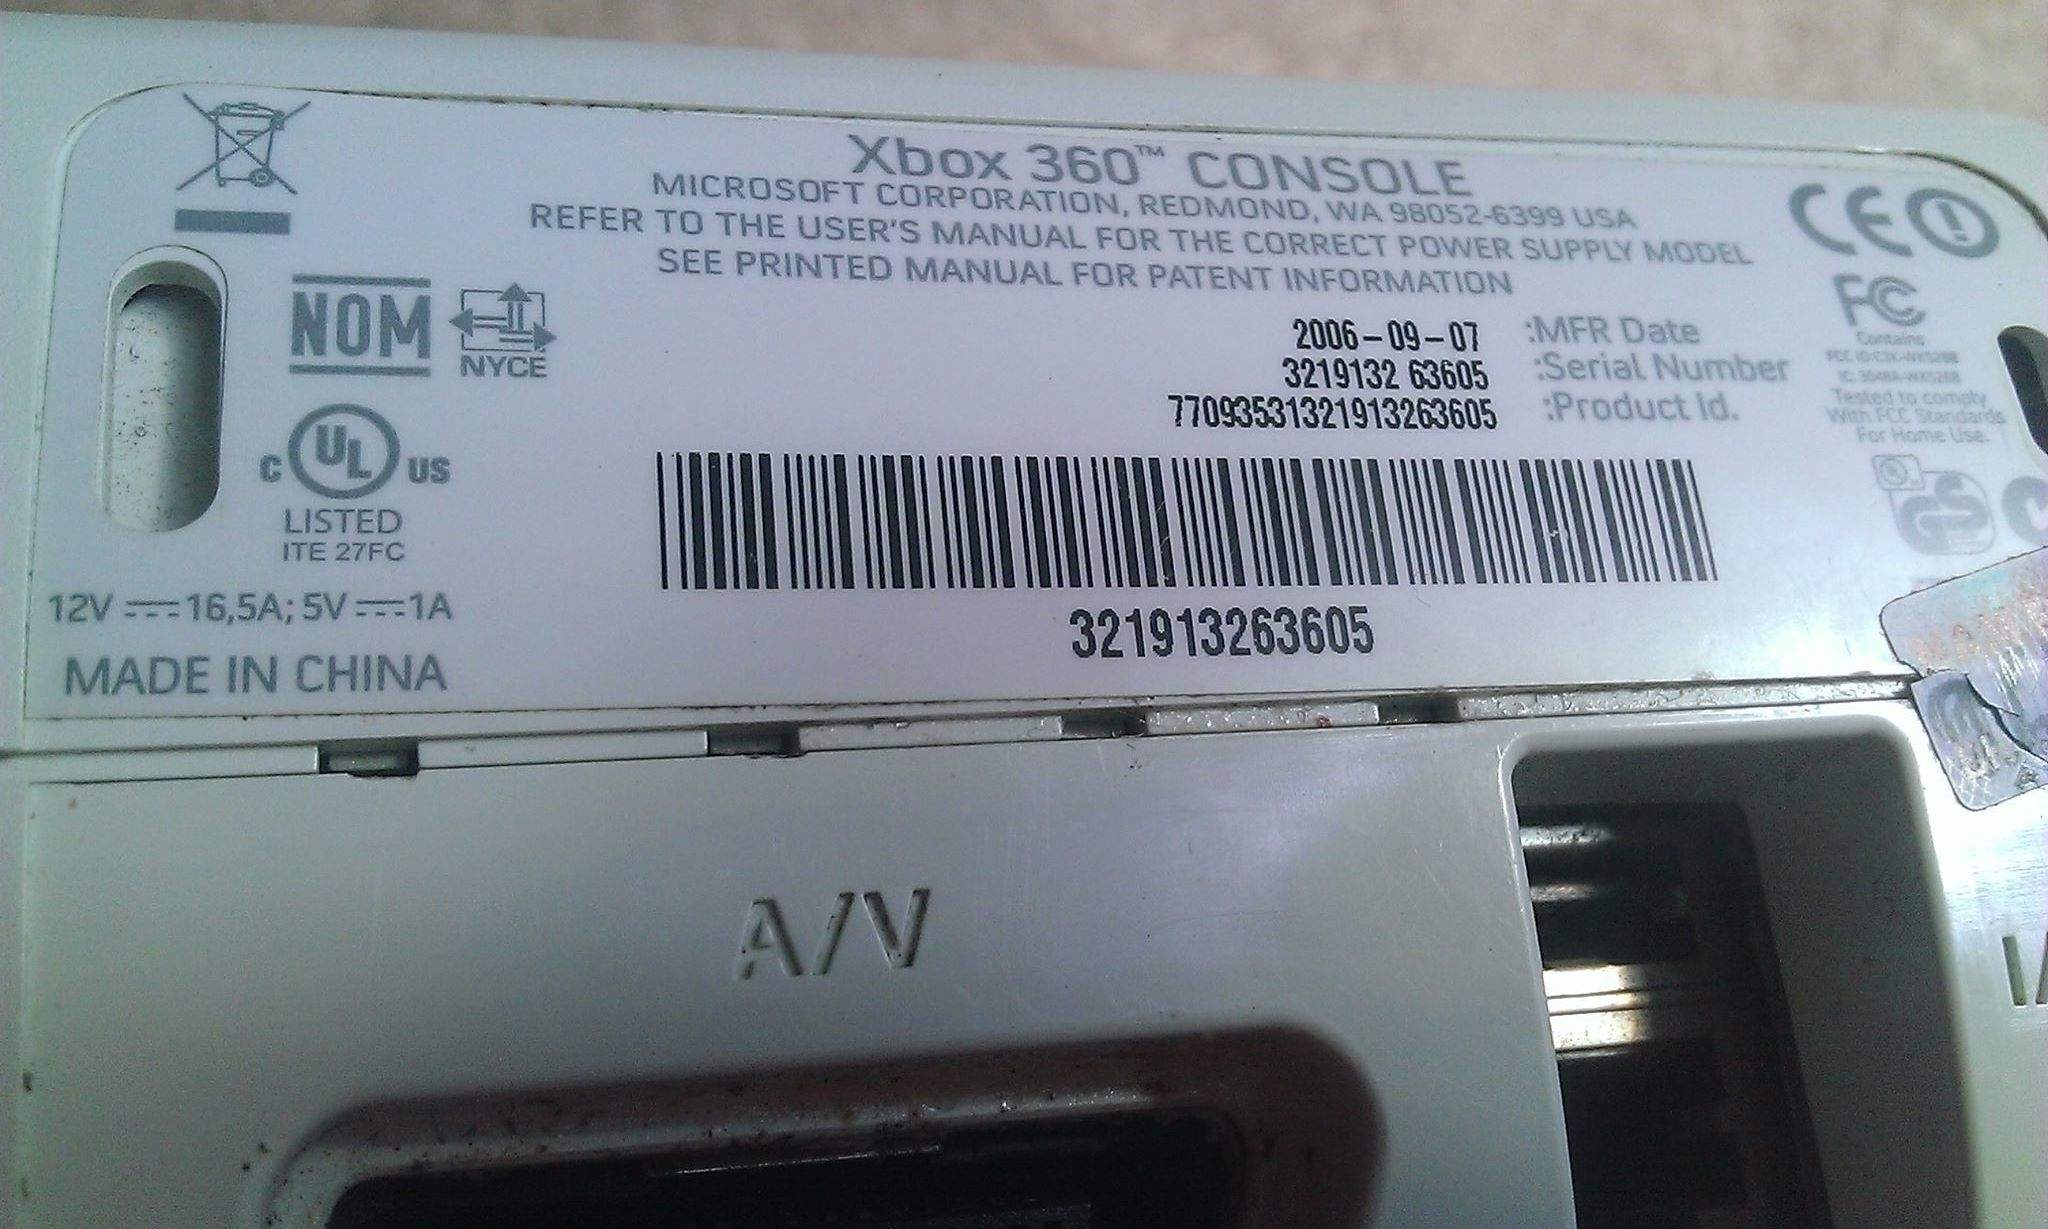 Xbox 360™ CONSOLE
MICROSOFT CORPORATION, REDMOND, WA 98052-6399 USA
REFER TO THE USER'S MANUAL FOR THE CORRECT POWER SUPPLY MODEL
SEE PRINTED MANUAL FOR PATENT INFORMATION
CE
NOM
NYCE
2006-09-07 :MFR Date
3219132 63605 :Serial Number
77093531321913263605 :Product Id.
FC
Contains
Tested to comply
With FCC Standards
For Home Use.
C UL US
LISTED
ITE 27FC
GS
12V 16,5A; 5V 1A
MADE IN CHINA
321913263605
A/V